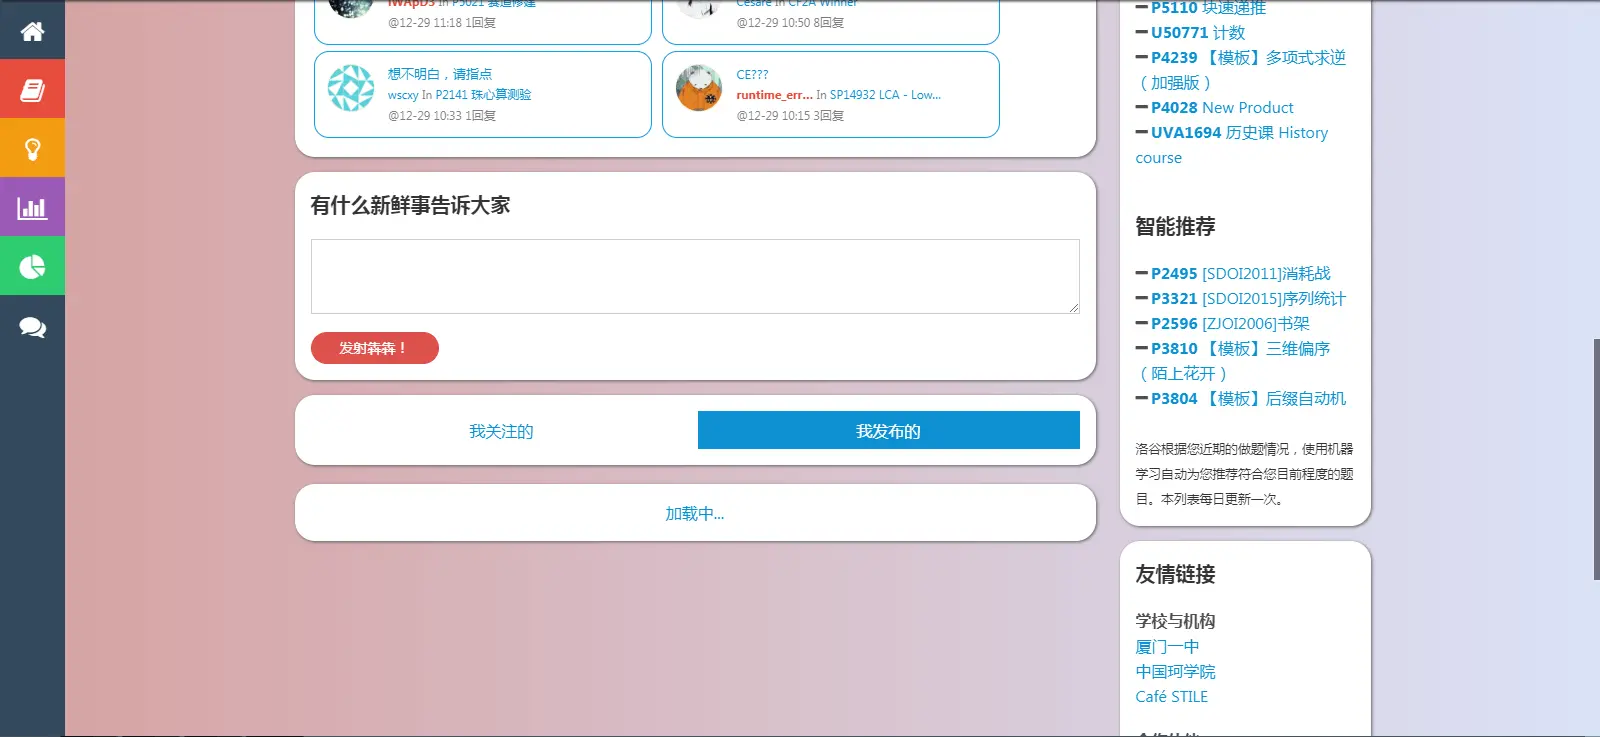 IWApD3 In P5021 赛道修建
@12-29 11:18 1回复
Cesare In CF2A Winner
@12-29 10:50 8回复
想不明白，请指点
wscxy In P2141 珠心算测验
@12-29 10:33 1回复
CE???
runtime_err... In SP14932 LCA - Low...
@12-29 10:15 3回复
有什么新鲜事告诉大家
发射犇犇！
我关注的
我发布的
加载中...
P5110 块速递推
U50771 计数
P4239 【模板】多项式求逆
（加强版）
P4028 New Product
UVA1694 历史课 History
course
智能推荐
P2495 [SDOI2011]消耗战
P3321 [SDOI2015]序列统计
P2596 [ZJOI2006]书架
P3810 【模板】三维偏序
（陌上花开）
P3804 【模板】后缀自动机
洛谷根据您近期的做题情况，使用机器
学习自动为您推荐符合您目前程度的题
目。本列表每日更新一次。
友情链接
学校与机构
厦门一中
中国珂学院
Café STILE